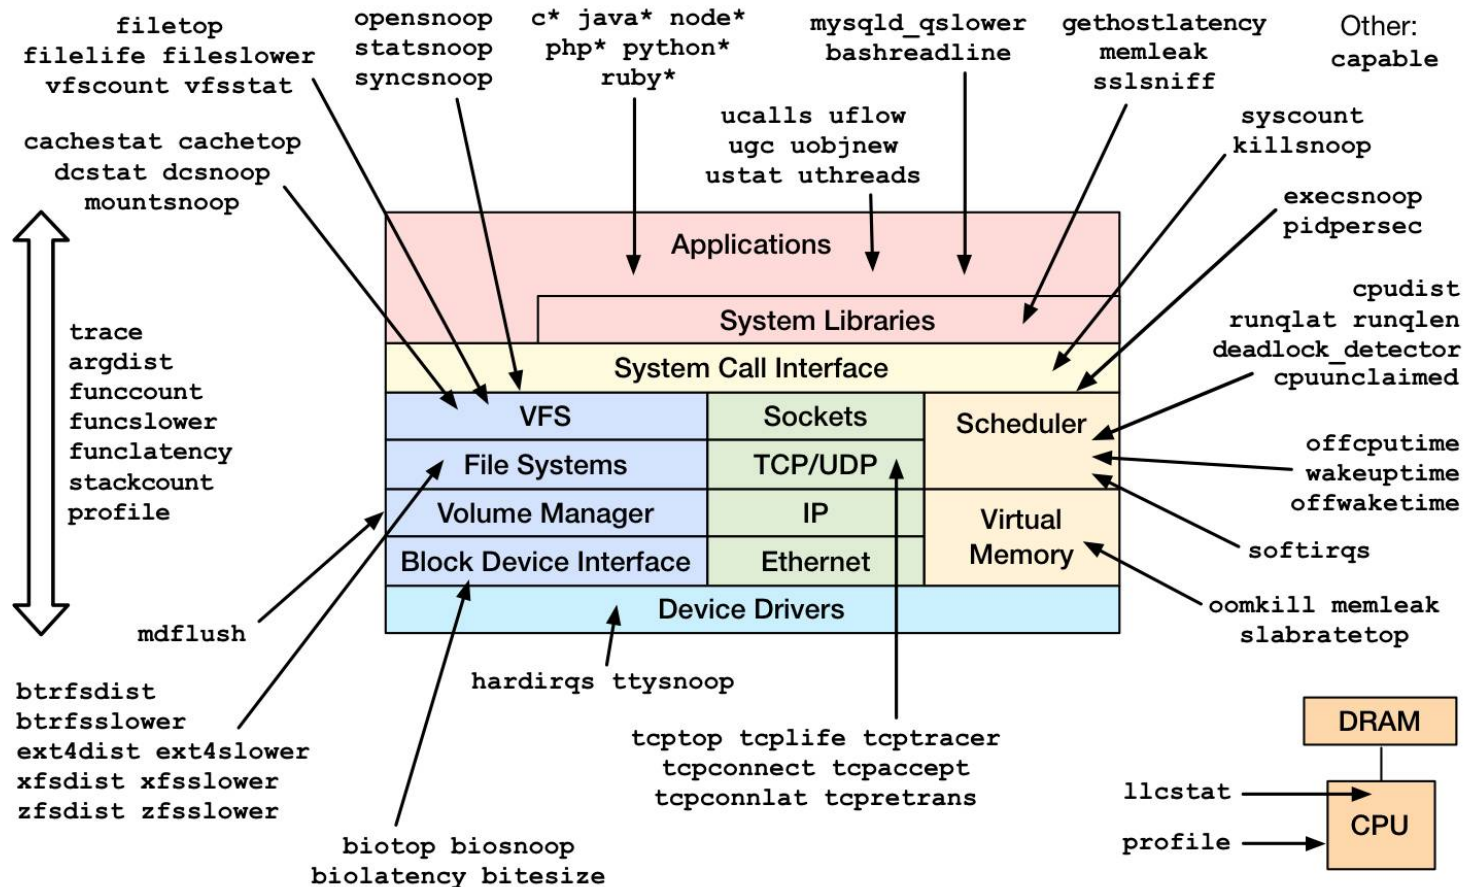 filetop
filelife fileslower
vfscount vfsstat
opensnoop
statsnoop
syncsnoop
c* java* node*
php* python*
ruby*
mysqld_qslower
bashreadline
gethostlatency
memleak
sslsniff
Other:
capable
cachestat cachetop
dcstat dcsnoop
mountsnoop
ucalls uflow
ugc uobjnew
ustat uthreads
syscount
killsnoop
execsnoop
pidpersec
Applications
System Libraries
System Call Interface
VFS
Sockets
Scheduler
File Systems
TCP/UDP
Volume Manager
IP
Virtual
Memory
Block Device Interface
Ethernet
Device Drivers
trace
argdist
funccount
funcslower
funclatency
stackcount
profile
cpudist
runqlat runqlen
deadlock_detector
cpuunclaimed
offcputime
wakeuptime
offwaketime
softirqs
oomkill memleak
slabratetop
mdflush
hardirqs ttysnoop
btrfsdist
btrfsslower
ext4dist ext4slower
xfsdist xfsslower
zfsdist zfsslower
tcptop tcplife tcptracer
tcpconnect tcpaccept
tcpconnlat tcpretrans
biotop biosnoop
biolatency bitesize
DRAM
llcstat
CPU
profile